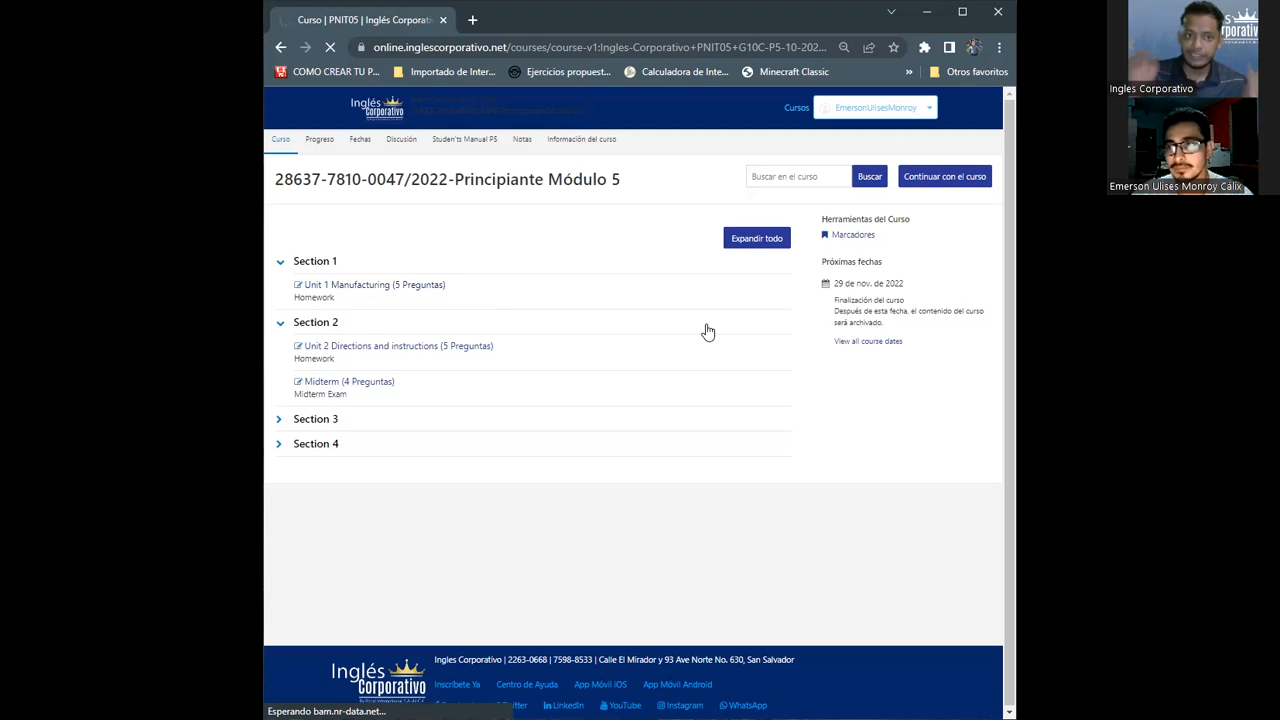 Curso | PNIT05 | Inglés Corporati
online.inglescorporativo.net/courses/course-v1:Ingles-Corporativo+PNIT05+G10C-P5-10-202...
COMO CREAR TU P...
Importado de Inter...
Ejercicios propuest...
Calculadora de Inte...
Minecraft Classic
»
Otros favoritos
Inglés
Corporativo
Cursos
EmersonUlisesMonroy
Curso
Progreso
Fechas
Discusión
Studen'ts Manual P5
Notas
Información del curso
28637-7810-0047/2022-Principiante Módulo 5
Buscar en el curso
Buscar
Continuar con el curso
Expandir todo
Section 1
Unit 1 Manufacturing (5 Preguntas)
Homework
Section 2
Unit 2 Directions and instructions (5 Preguntas)
Homework
Midterm (4 Preguntas)
Midterm Exam
Section 3
Section 4
Herramientas del Curso
Marcadores
Próximas fechas
29 de nov. de 2022
Finalización del curso
Después de esta fecha, el contenido del curso
será archivado.
View all course dates
Inglés
Corporativo
Ingles Corporativo | 2263-0668 | 7598-8533 | Calle El Mirador y 93 Ave Norte No. 630, San Salvador
Inscríbete Ya
Centro de Ayuda
App Móvil iOS
App Móvil Android
LinkedIn
YouTube
Instagram
WhatsApp
Esperando bam.nr-data.net...
Ingles Corporativo
Emerson Ulises Monroy Cálix